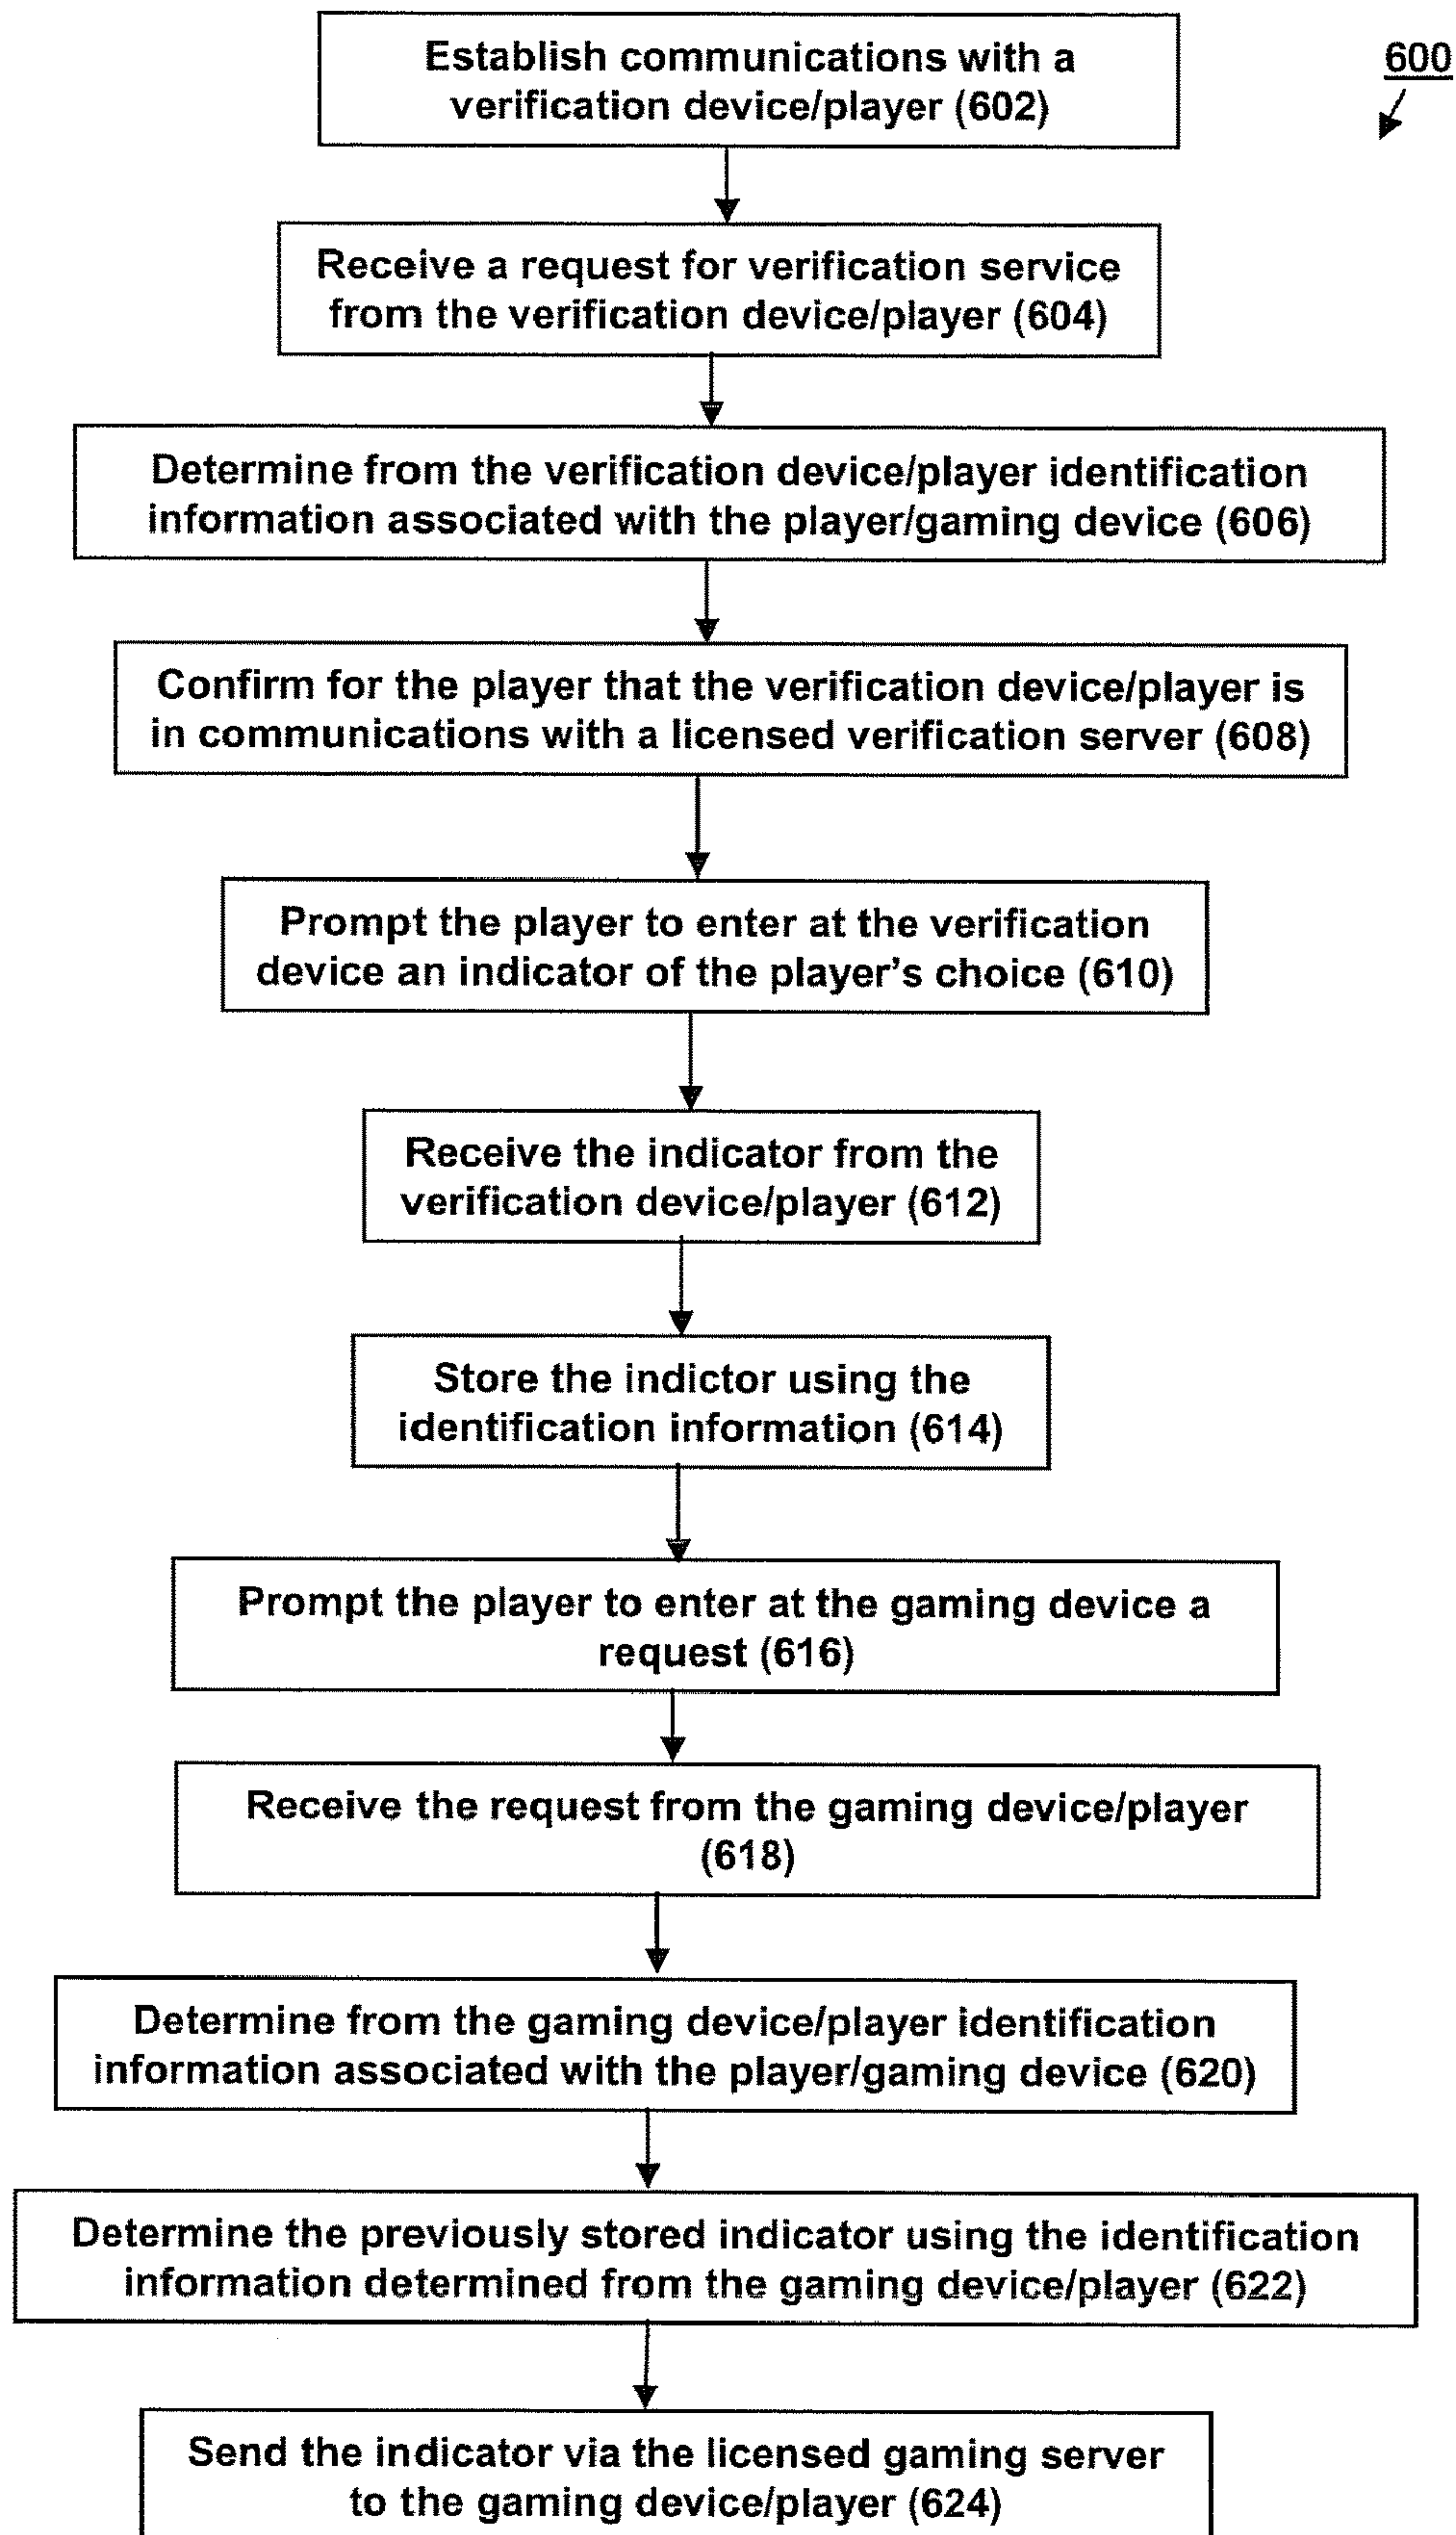 Establish communications with a
verification device/player (602)
600
Receive a request for verification service
from the verification device/player (604)
Determine from the verification device/player identification
information associated with the player/gaming device (606)
Confirm for the player that the verification device/player is
in communications with a licensed verification server (608)
Prompt the player to enter at the verification
device an indicator of the player's choice (610)
Receive the indicator from the
verification device/player (612)
Store the indictor using the
identification information (614)
Prompt the player to enter at the gaming device a
request (616)
Receive the request from the gaming device/player
(618)
Determine from the gaming device/player identification
information associated with the player/gaming device (620)
Determine the previously stored indicator using the identification
information determined from the gaming device/player (622)
Send the indicator via the licensed gaming server
to the gaming device/player (624)